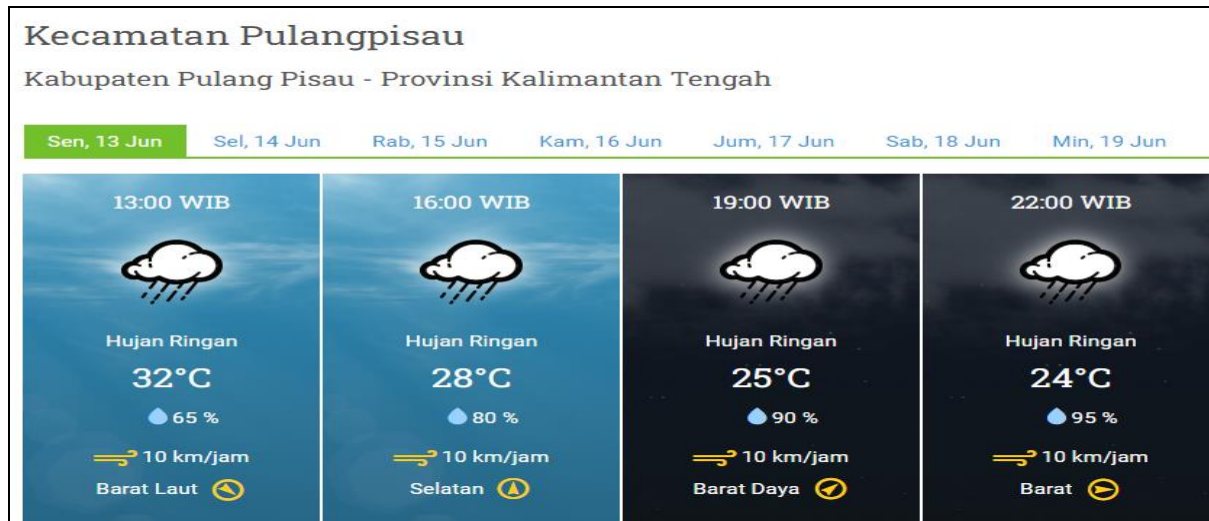 Kecamatan Pulangpisau
Kabupaten Pulang Pisau - Provinsi Kalimantan Tengah
Sen, 13 Jun Sel, 14 Jun Rab, 15 Jun Kam, 16 Jun Jum, 17 Jun Sab, 18 Jun Min, 19 Jun
13:00 WIB 16:00 WIB 19:00 WIB 22:00 WIB
Hujan Ringan Hujan Ringan Hujan Ringan Hujan Ringan
32°C 28°C 25°C 24°C
65 % 80 % 90 % 95 %
10 km/jam 10 km/jam 10 km/jam 10 km/jam
Barat Laut Selatan Barat Daya Barat